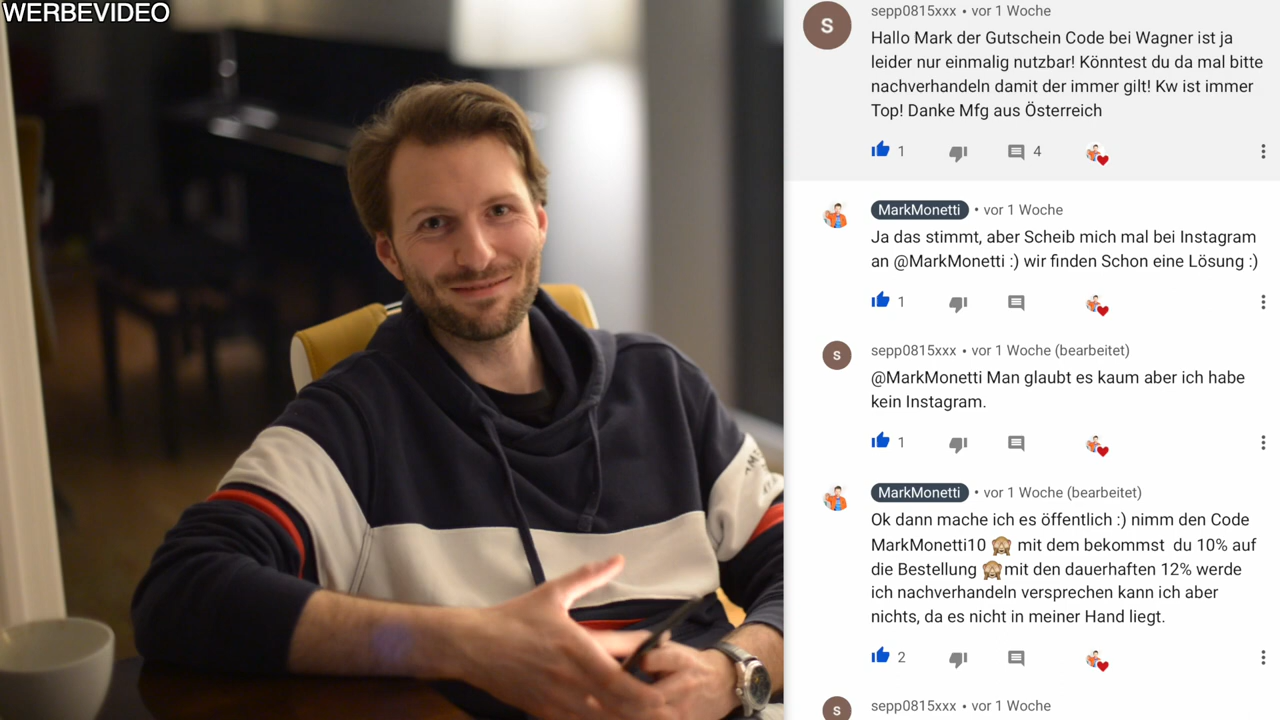 WERBEVIDEO
S
sepp0815xxx • vor 1 Woche
Hallo Mark der Gutschein Code bei Wagner ist ja
leider nur einmalig nutzbar! Könntest du da mal bitte
nachverhandeln damit der immer gilt! Kw ist immer
Top! Danke Mfg aus Österreich
1
4
MarkMonetti • vor 1 Woche
Ja das stimmt, aber Scheib mich mal bei Instagram
an @MarkMonetti :) wir finden Schon eine Lösung :)
1
S
sepp0815xxx • vor 1 Woche (bearbeitet)
@MarkMonetti Man glaubt es kaum aber ich habe
kein Instagram.
1
MarkMonetti • vor 1 Woche (bearbeitet)
Ok dann mache ich es öffentlich :) nimm den Code
MarkMonetti10 🙈 mit dem bekommst du 10% auf
die Bestellung 🙈mit den dauerhaften 12% werde
ich nachverhandeln versprechen kann ich aber
nichts, da es nicht in meiner Hand liegt.
2
S
sepp0815xxx • vor 1 Woche